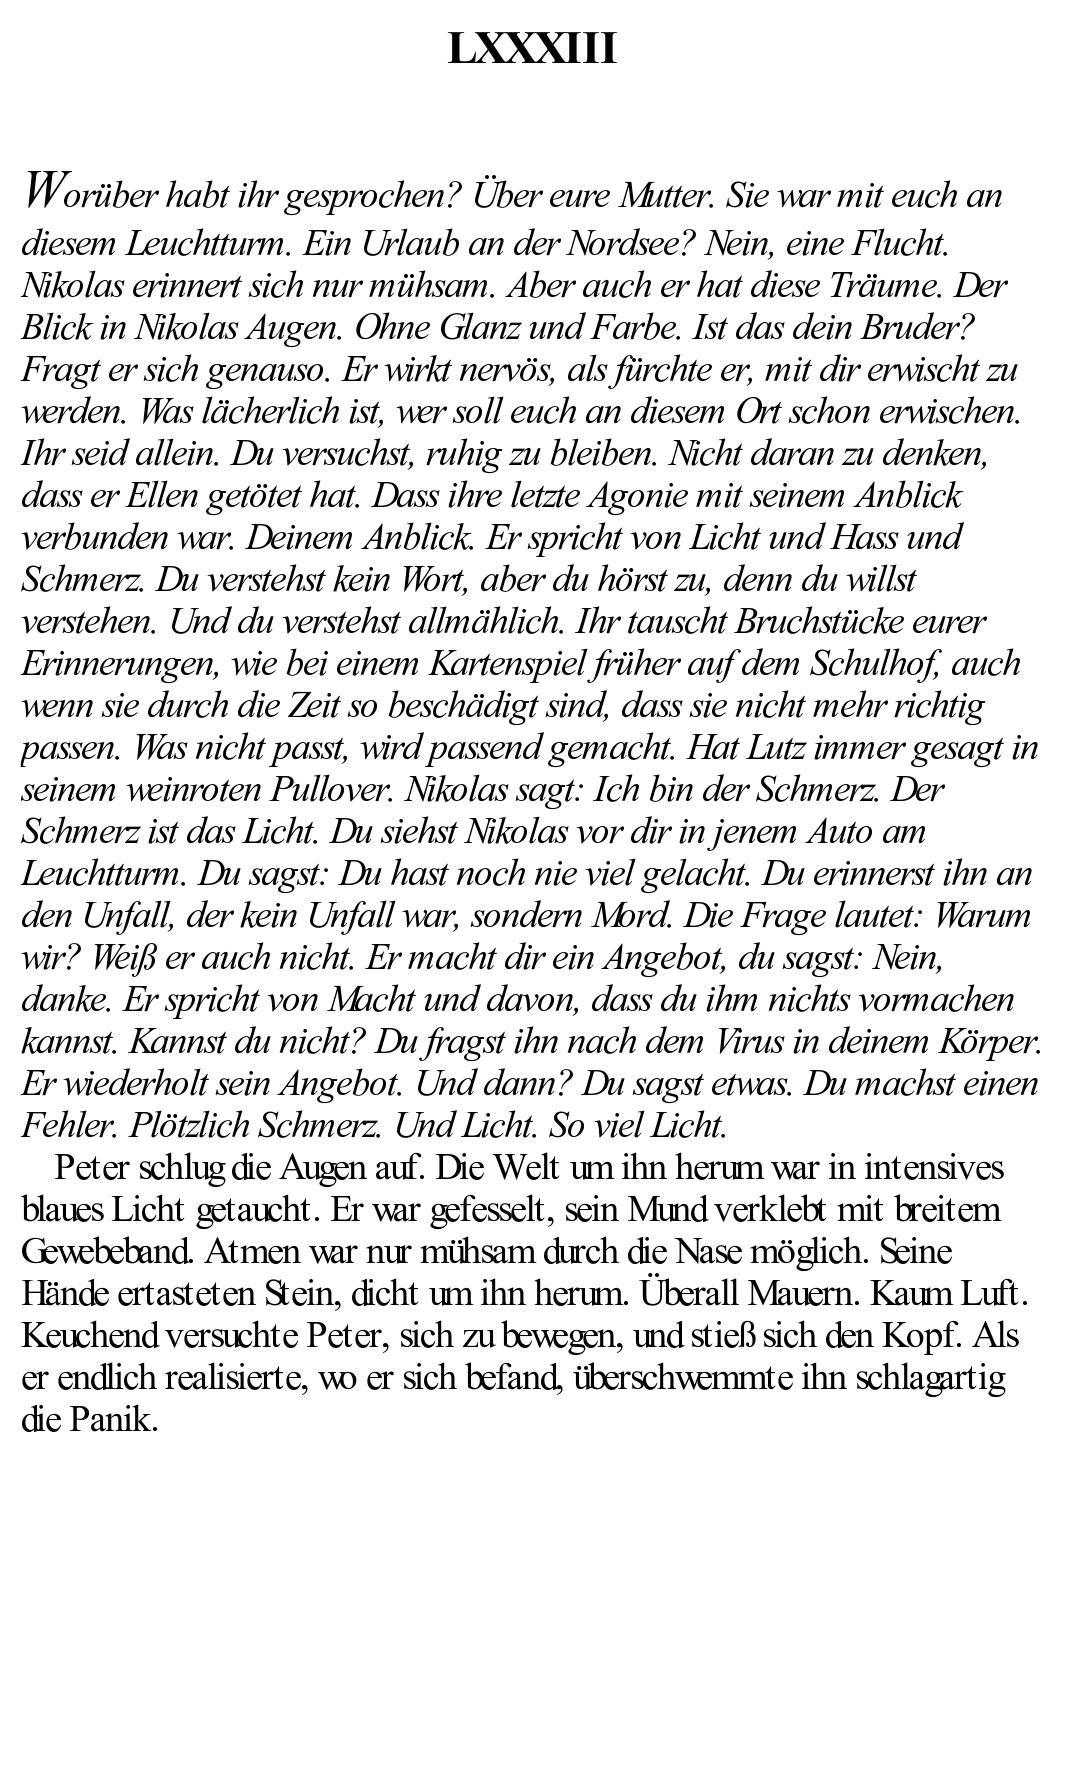 LXXXIII
Worüber habt ihr gesprochen? Über eure Mutter. Sie war mit euch an
diesem Leuchtturm. Ein Urlaub an der Nordsee? Nein, eine Flucht.
Nikolas erinnert sich nur mühsam. Aber auch er hat diese Träume. Der
Blick in Nikolas Augen. Ohne Glanz und Farbe. Ist das dein Bruder?
Fragt er sich genauso. Er wirkt nervös, als fürchte er, mit dir erwischt zu
werden. Was lächerlich ist, wer soll euch an diesem Ort schon erwischen.
Ihr seid allein. Du versuchst, ruhig zu bleiben. Nicht daran zu denken,
dass er Ellen getötet hat. Dass ihre letzte Agonie mit seinem Anblick
verbunden war. Deinem Anblick. Er spricht von Licht und Hass und
Schmerz. Du verstehst kein Wort, aber du hörst zu, denn du willst
verstehen. Und du verstehst allmählich. Ihr tauscht Bruchstücke eurer
Erinnerungen, wie bei einem Kartenspiel früher auf dem Schulhof, auch
wenn sie durch die Zeit so beschädigt sind, dass sie nicht mehr richtig
passen. Was nicht passt, wird passend gemacht. Hat Lutz immer gesagt in
seinem weinroten Pullover. Nikolas sagt: Ich bin der Schmerz. Der
Schmerz ist das Licht. Du siehst Nikolas vor dir in jenem Auto am
Leuchtturm. Du sagst: Du hast noch nie viel gelacht. Du erinnerst ihn an
den Unfall, der kein Unfall war, sondern Mord. Die Frage lautet: Warum
wir? Weiß er auch nicht. Er macht dir ein Angebot, du sagst: Nein,
danke. Er spricht von Macht und davon, dass du ihm nichts vormachen
kannst. Kannst du nicht? Du fragst ihn nach dem Virus in deinem Körper.
Er wiederholt sein Angebot. Und dann? Du sagst etwas. Du machst einen
Fehler. Plötzlich Schmerz. Und Licht. So viel Licht.
Peter schlug die Augen auf. Die Welt um ihn herum war in intensives
blaues Licht getaucht. Er war gefesselt, sein Mund verklebt mit breitem
Gewebeband. Atmen war nur mühsam durch die Nase möglich. Seine
Hände ertasteten Stein, dicht um ihn herum. Überall Mauern. Kaum Luft.
Keuchend versuchte Peter, sich zu bewegen, und stieß sich den Kopf. Als
er endlich realisierte, wo er sich befand, überschwemmte ihn schlagartig
die Panik.